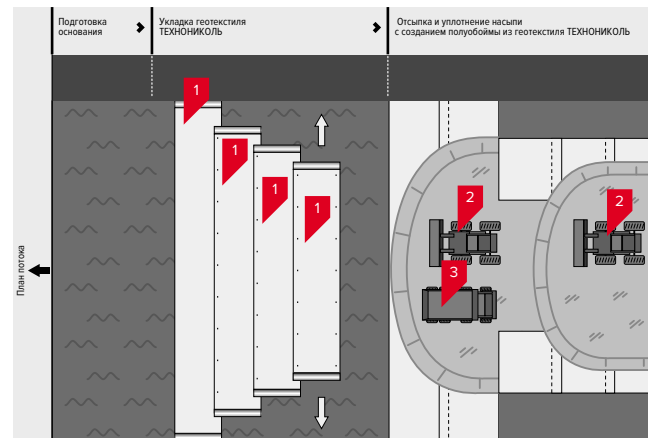 Подготовка
основания
Укладка геотекстиля
ТЕХНОНИКОЛЬ
Отсыпка и уплотнение насыпи
с созданием полуобоймы из геотекстиля ТЕХНОНИКОЛЬ
План потока
1
1
1
1
2
2
3